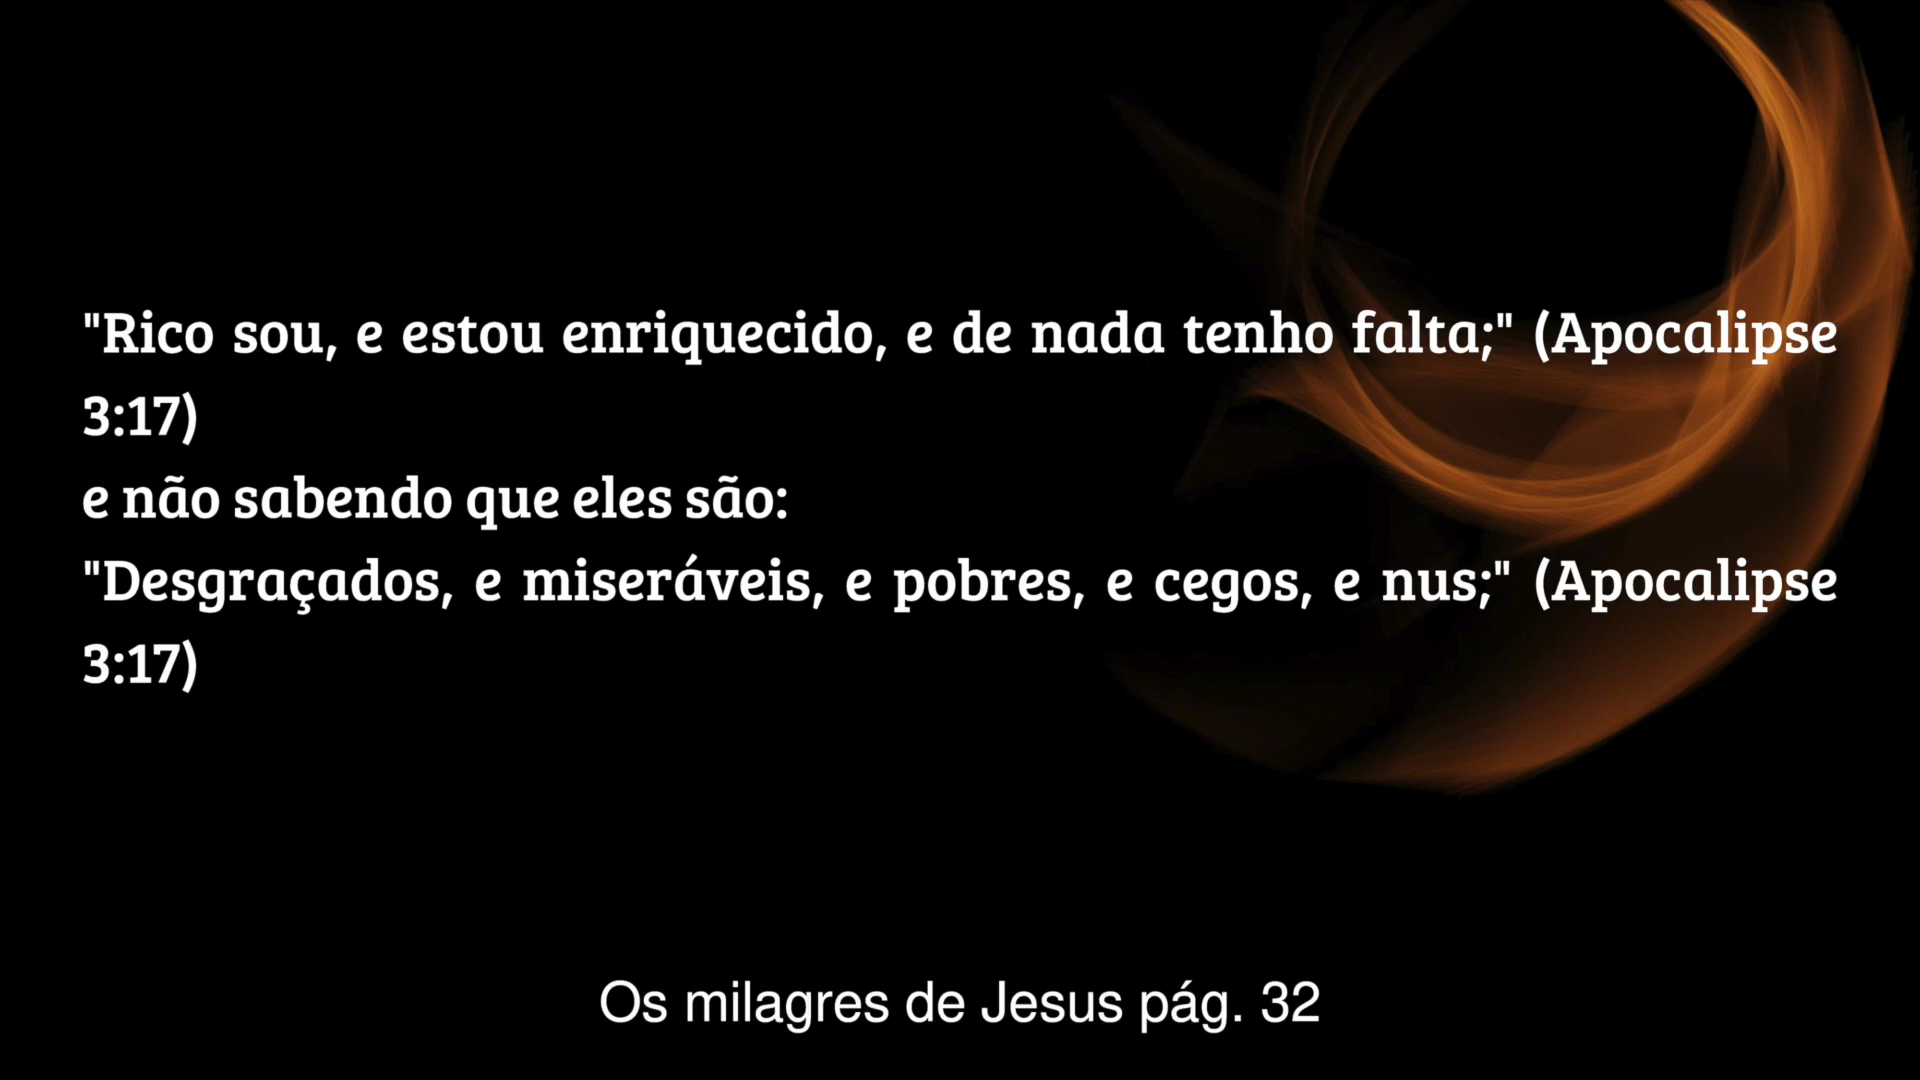 "Rico sou, e estou enriquecido, e de nada tenho falta;" (Apocalipse
3:17)
e não sabendo que eles são:
"Desgraçados, e miseráveis, e pobres, e cegos, e nus;" (Apocalipse
3:17)
Os milagres de Jesus pág. 32